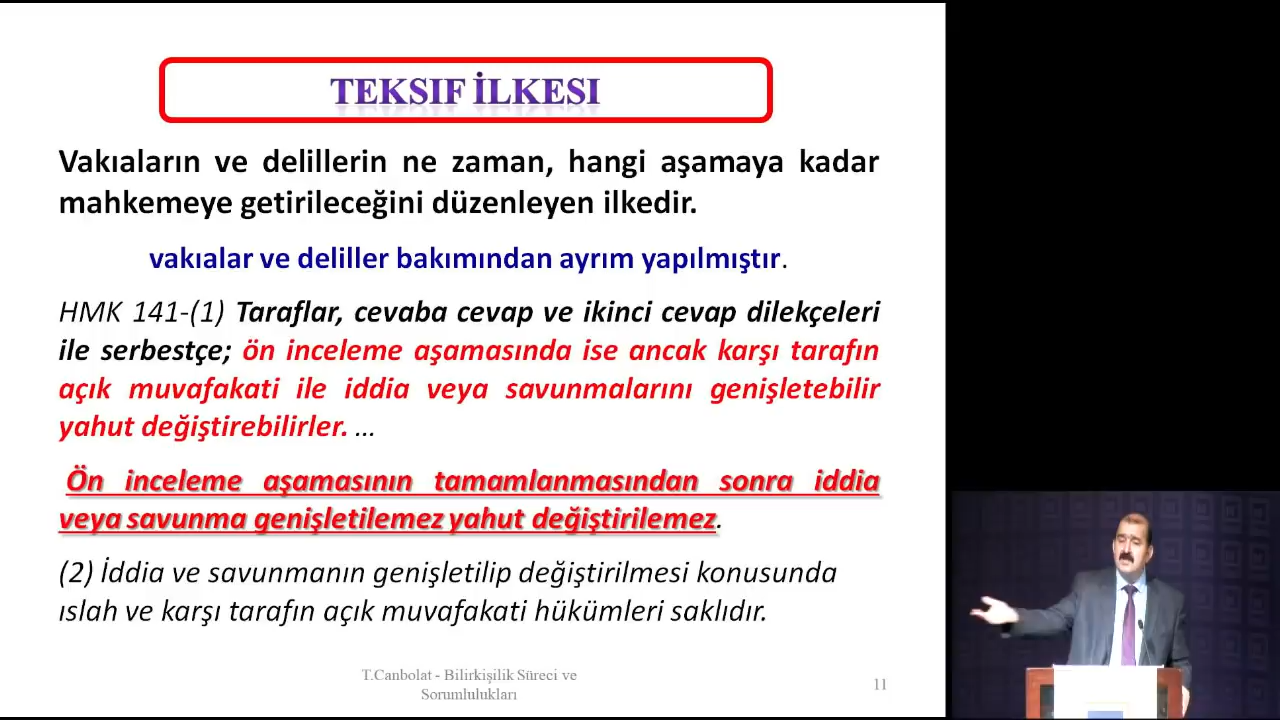 TEKSIF İLKESI
Vakıaların ve delillerin ne zaman, hangi aşamaya kadar
mahkemeye getirileceğini düzenleyen ilkedir.
vakıalar ve deliller bakımından ayrım yapılmıştır.
HMK 141-(1) Taraflar, cevaba cevap ve ikinci cevap dilekçeleri
ile serbestçe; ön inceleme aşamasında ise ancak karşı tarafın
açık muvafakati ile iddia veya savunmalarını genişletebilir
yahut değiştirebilirler. ...
Ön inceleme aşamasının tamamlanmasından sonra iddia
veya savunma genişletilemez yahut değiştirilemez.
(2) İddia ve savunmanın genişletilip değiştirilmesi konusunda
ıslah ve karşı tarafın açık muvafakati hükümleri saklıdır.
T.Canbolat - Bilirkişilik Süreci ve
Sorumlulukları
11